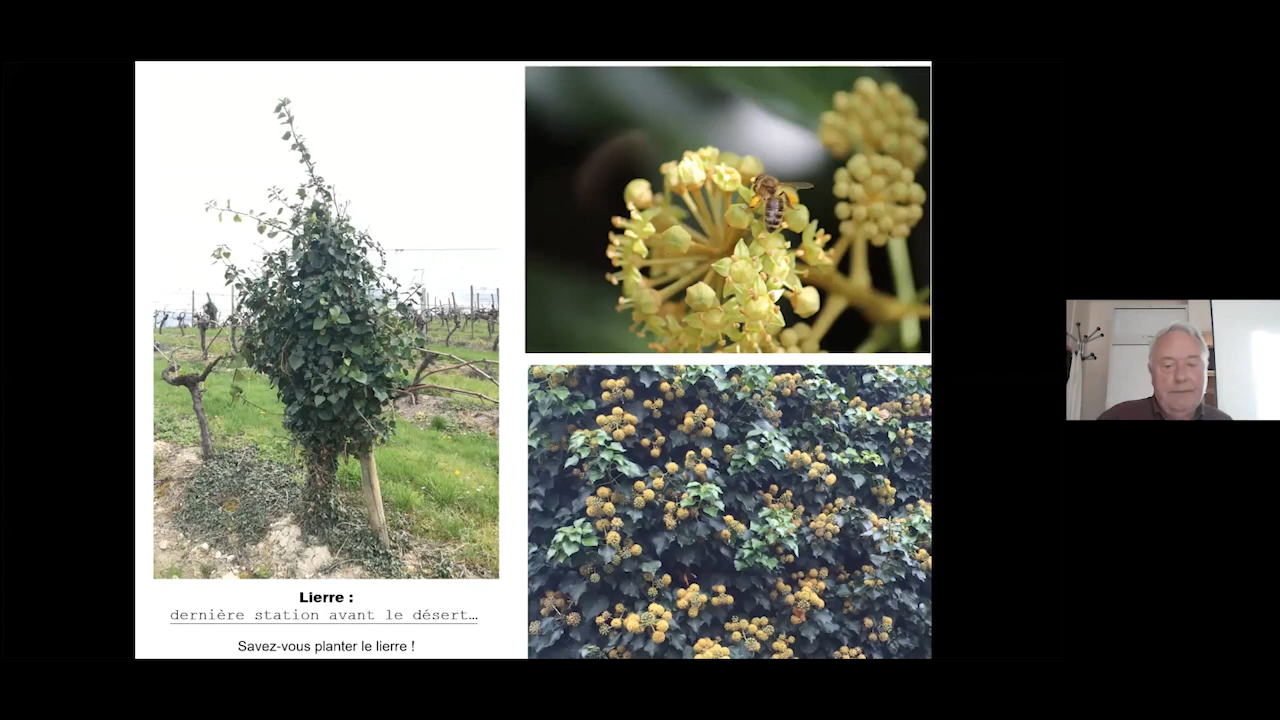 Lierre :
dernière station avant le désert…
Savez-vous planter le lierre !